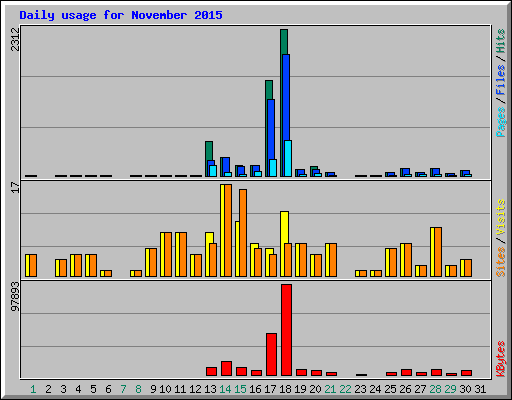 Daily usage for November 2015
2312
Pages / Files / Hits
17
Sites / Visits
97893
KBytes
1 2 3 4 5 6 7 8 9 10 11 12 13 14 15 16 17 18 19 20 21 22 23 24 25 26 27 28 29 30 31